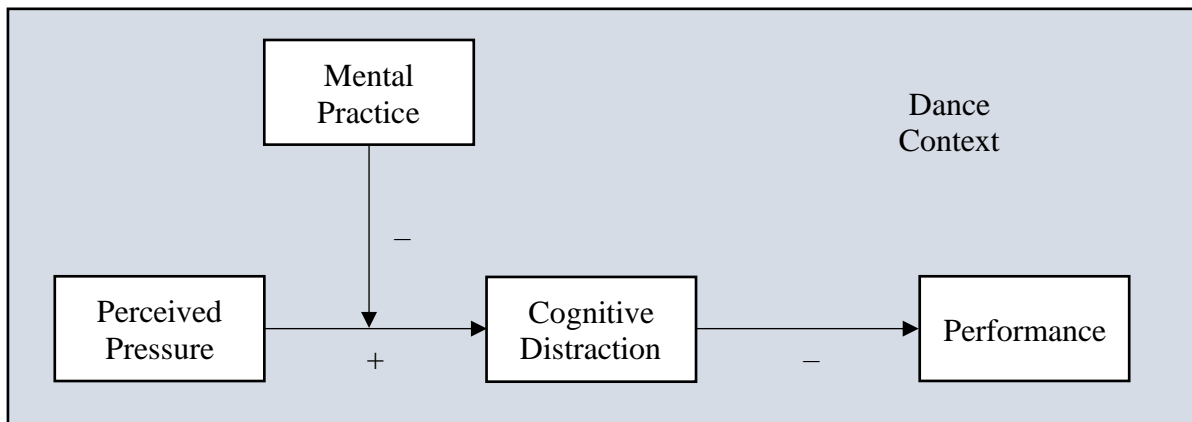 Mental
Practice
Dance
Context
–
Perceived
Pressure
+
Cognitive
Distraction
–
Performance